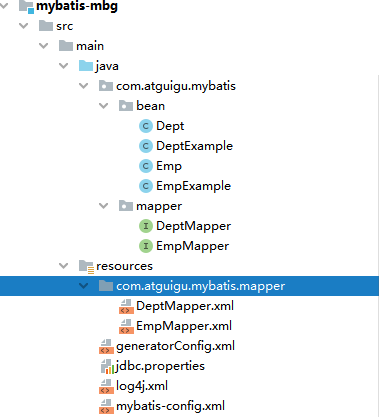 mybatis-mbg
src
main
java
com.atguigu.mybatis
bean
Dept
DeptExample
Emp
EmpExample
mapper
DeptMapper
EmpMapper
resources
com.atguigu.mybatis.mapper
DeptMapper.xml
EmpMapper.xml
generatorConfig.xml
jdbc.properties
log4j.xml
mybatis-config.xml